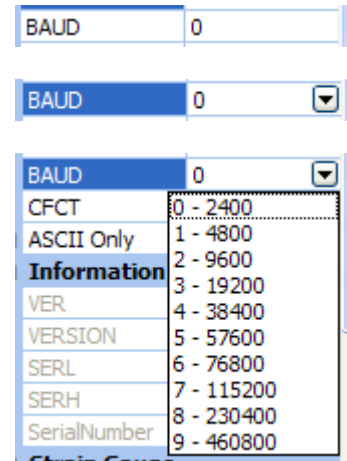 BAUD 0
BAUD 0
BAUD 0
CFCT
ASCII Only
Information
VER
VERSION
SERL
SERH
SerialNumber
0 - 2400
1 - 4800
2 - 9600
3 - 19200
4 - 38400
5 - 57600
6 - 76800
7 - 115200
8 - 230400
9 - 460800